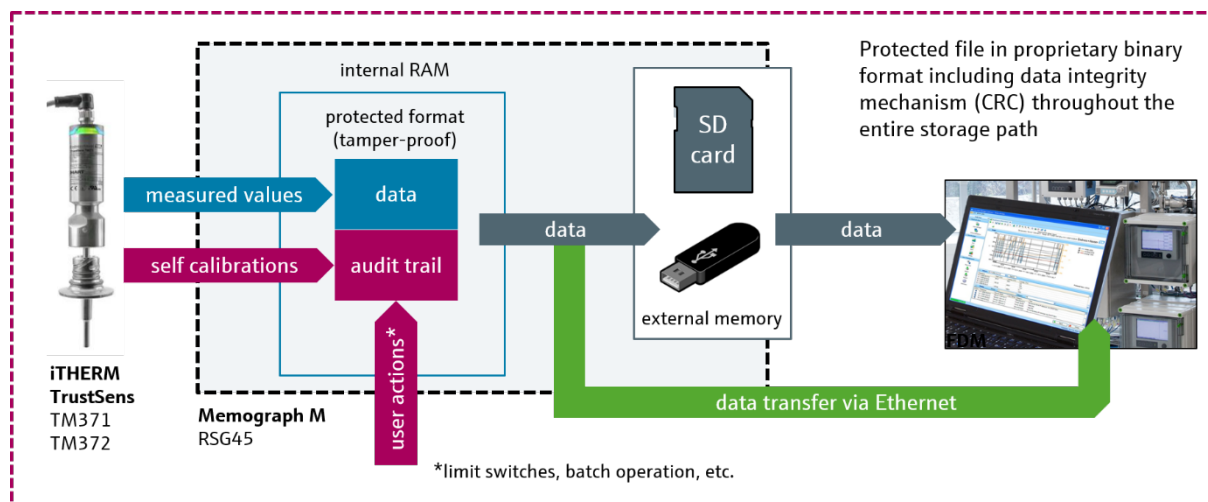 internal RAM
protected format
(tamper-proof)
SD
card
Protected file in proprietary binary
format including data integrity
mechanism (CRC) throughout the
entire storage path
measured values
data
self calibrations
audit trail
data
data
external memory
FDM
iTHERM
TrustSens
TM371
TM372
Memograph M
RSG45
user actions*
data transfer via Ethernet
*limit switches, batch operation, etc.